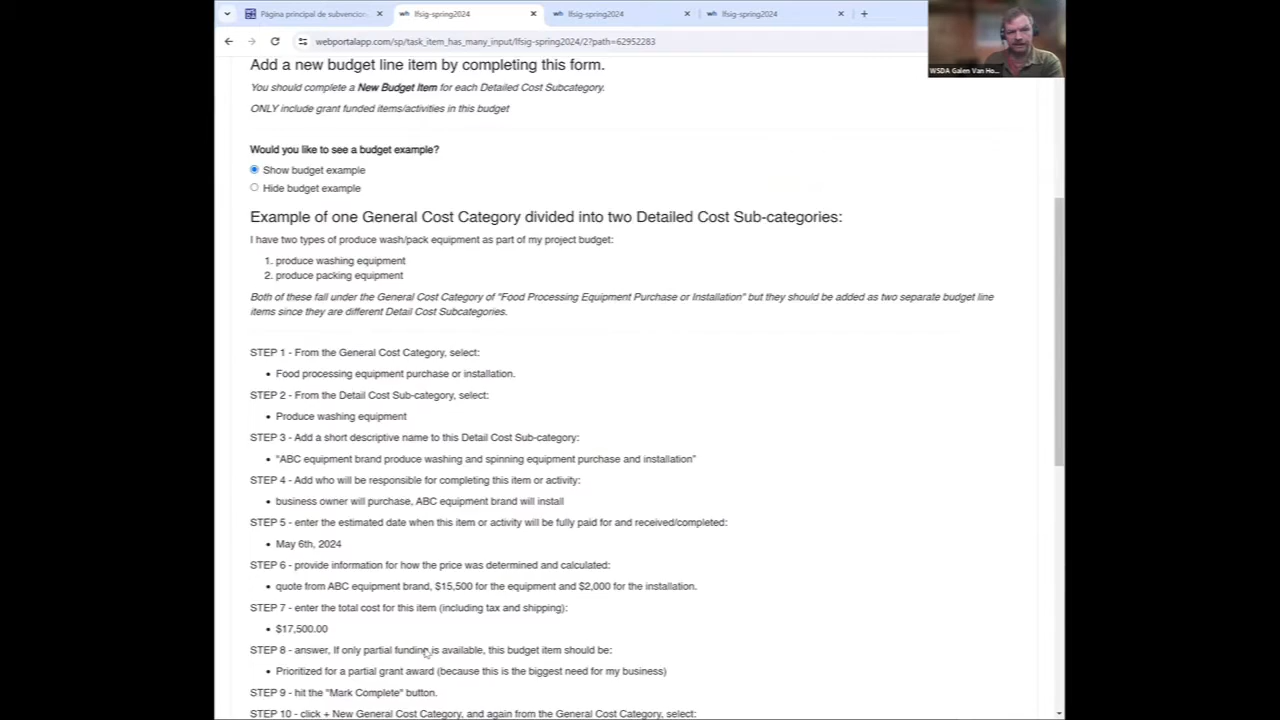 Página principal de subvencion
lfsig-spring2024
lfsig-spring2024
lfsig-spring2024
webportalapp.com/sp/task_item_has_many_input/lfsig-spring2024/2?path=62952283
WSDA Galen Van Ho...
Add a new budget line item by completing this form.
You should complete a New Budget Item for each Detailed Cost Subcategory.
ONLY include grant funded items/activities in this budget
Would you like to see a budget example?
Show budget example
Hide budget example
Example of one General Cost Category divided into two Detailed Cost Sub-categories:
I have two types of produce wash/pack equipment as part of my project budget:
1. produce washing equipment
2. produce packing equipment
Both of these fall under the General Cost Category of "Food Processing Equipment Purchase or Installation" but they should be added as two separate budget line
items since they are different Detail Cost Subcategories.
STEP 1 - From the General Cost Category, select:
• Food processing equipment purchase or installation.
STEP 2 - From the Detail Cost Sub-category, select:
• Produce washing equipment
STEP 3 - Add a short descriptive name to this Detail Cost Sub-category:
• "ABC equipment brand produce washing and spinning equipment purchase and installation"
STEP 4 - Add who will be responsible for completing this item or activity:
• business owner will purchase, ABC equipment brand will install
STEP 5 - enter the estimated date when this item or activity will be fully paid for and received/completed:
• May 6th, 2024
STEP 6 - provide information for how the price was determined and calculated:
• quote from ABC equipment brand, $15,500 for the equipment and $2,000 for the installation.
STEP 7 - enter the total cost for this item (including tax and shipping):
• $17,500.00
STEP 8 - answer, If only partial funding is available, this budget item should be:
• Prioritized for a partial grant award (because this is the biggest need for my business)
STEP 9 - hit the "Mark Complete" button.
STEP 10 - click + New General Cost Category, and again from the General Cost Category, select: